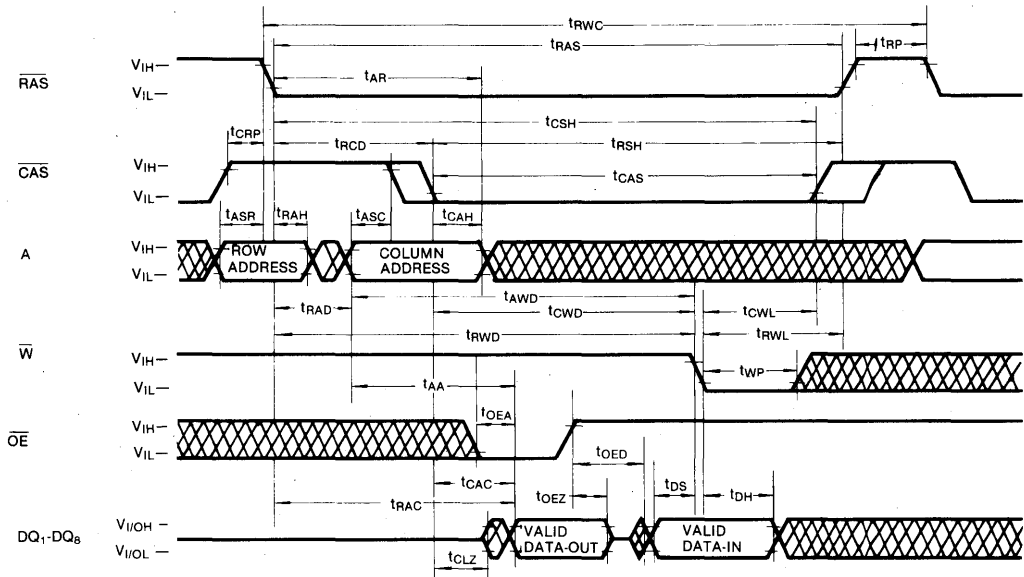 tRWC
tRAS
tRP
RAS
VIH
VIL
tAR
tCSH
tCRP
tRCD
tRSH
CAS
VIH
VIL
tCAS
tASR
tRAH
tASC
tCAH
A
VIH
VIL
ROW
ADDRESS
COLUMN
ADDRESS
tRAD
tAWD
tCWD
tCWL
tRWD
tRWL
W
VIH
VIL
tWP
tAA
OE
VIH
VIL
tOEA
tOED
tCAC
tRAC
tOEZ
tDS
tDH
DQ1-DQ8
VI/OH
VI/OL
VALID
DATA-OUT
VALID
DATA-IN
tCLZ